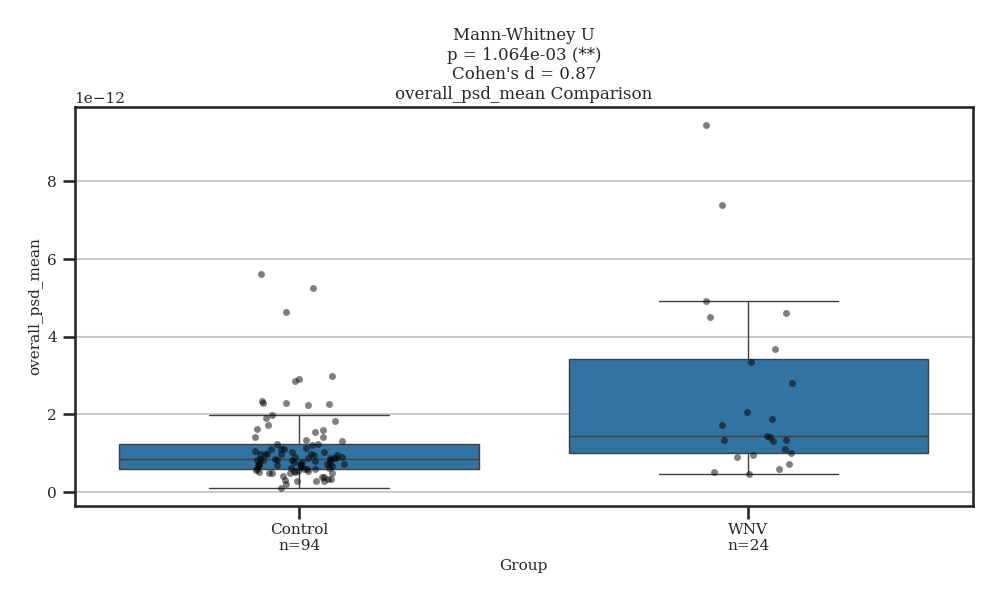 Mann-Whitney U
p = 1.064e-03 (**)
Cohen's d = 0.87
overall_psd_mean Comparison
1e−12
8
6
4
2
0
overall_psd_mean
Control
n=94
WNV
n=24
Group